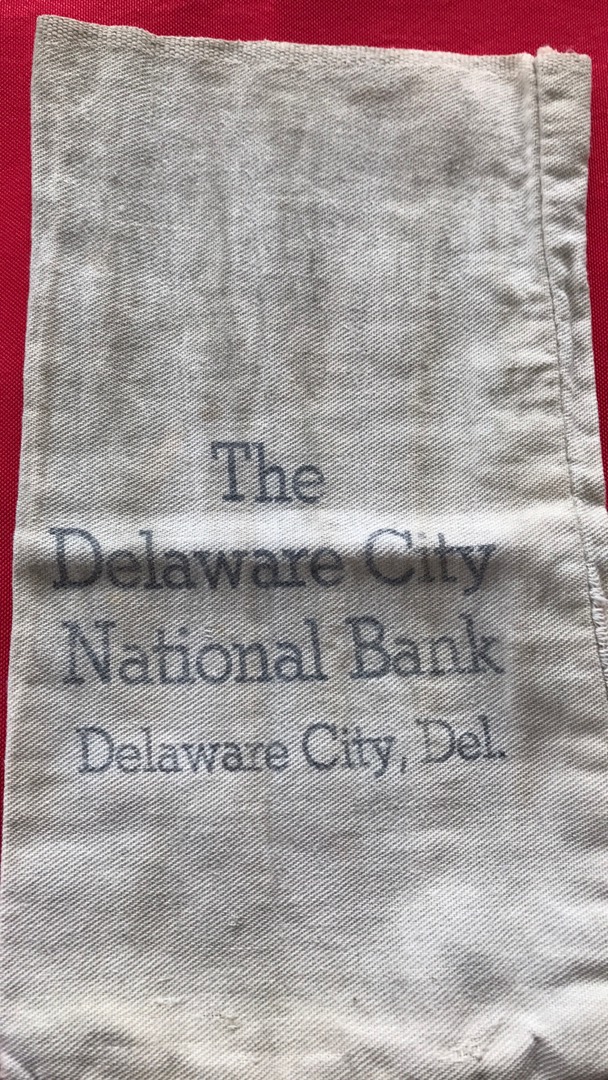 The
Delaware City
National Bank
Delaware City, Del.